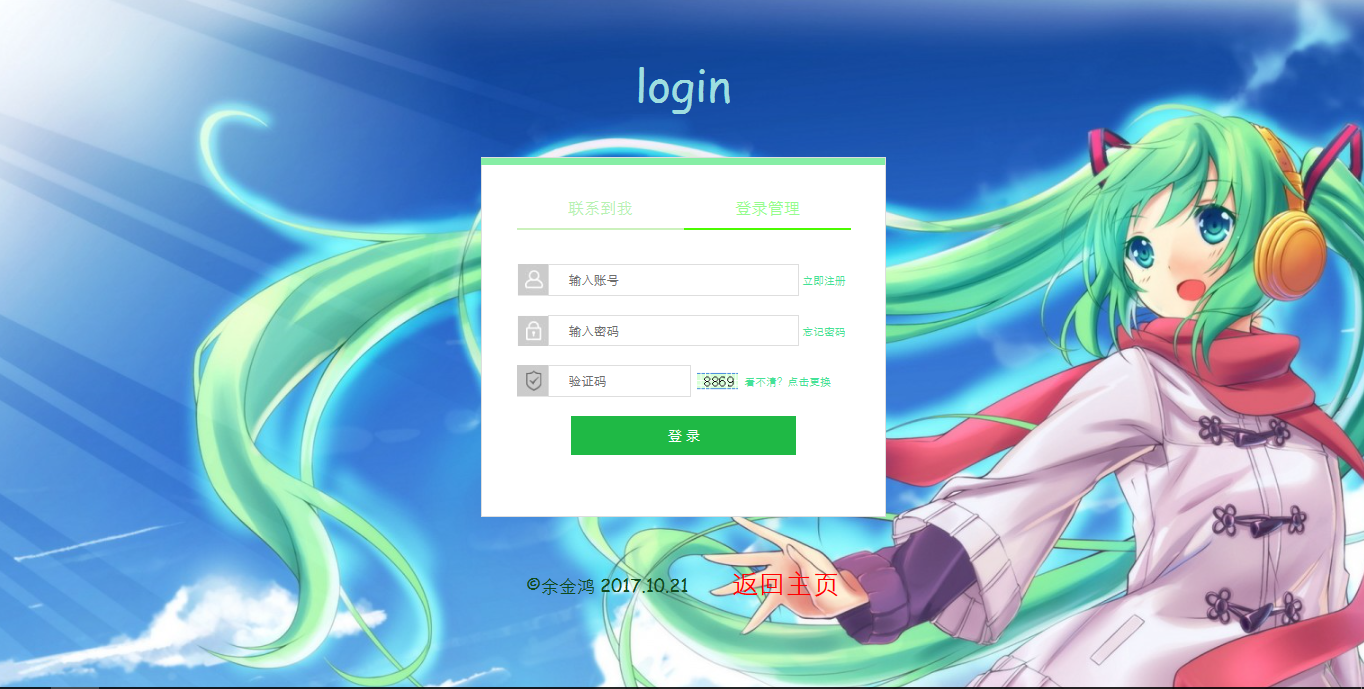 login
联系到我 登录管理
输入账号 立即注册
输入密码 忘记密码
验证码 8869 看不清? 点击更换
登 录
©余金鸿 2017.10.21 返回主页